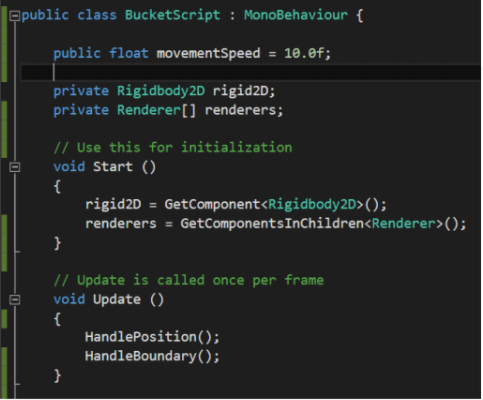 public class BucketScript : MonoBehaviour {
public float movementSpeed = 10.0f;
private Rigidbody2D rigid2D;
private Renderer[] renderers;
// Use this for initialization
void Start ()
{
rigid2D = GetComponent<Rigidbody2D>();
renderers = GetComponentsInChildren<Renderer>();
}
// Update is called once per frame
void Update ()
{
HandlePosition();
HandleBoundary();
}